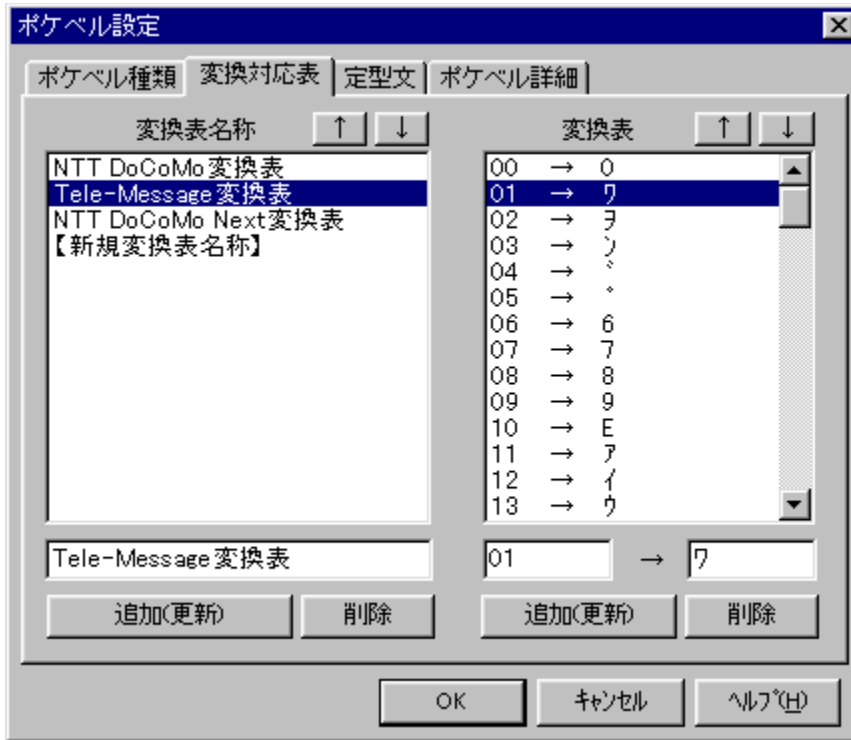 ポケベル設定
ポケベル種類 変換対応表 定型文 ポケベル詳細
変換表名称 ↑ ↓
NTT DoCoMo変換表
Tele-Message変換表
NTT DoCoMo Next変換表
【新規変換表名称】
Tele-Message変換表
追加(更新) 削除
変換表 ↑ ↓
00 → 0
01 → ﾜ
02 → ｦ
03 → ﾝ
04 → ﾞ
05 → ﾟ
06 → 6
07 → 7
08 → 8
09 → 9
10 → E
11 → ｱ
12 → ｲ
13 → ｳ
01 → ﾜ
追加(更新) 削除
OK ｷｬﾝｾﾙ ﾍﾙﾌﾟ(H)